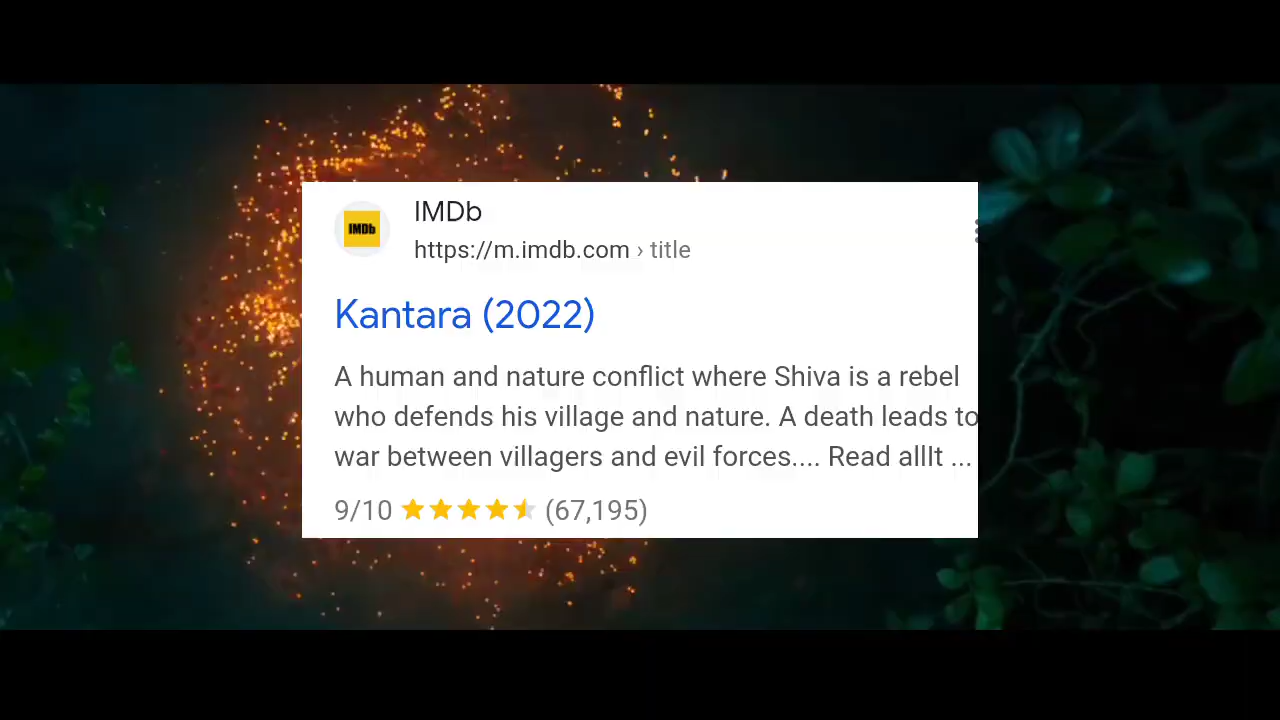 IMDb
IMDb
https://m.imdb.com › title
Kantara (2022)
A human and nature conflict where Shiva is a rebel
who defends his village and nature. A death leads to
war between villagers and evil forces.... Read allIt ...
9/10 (67,195)